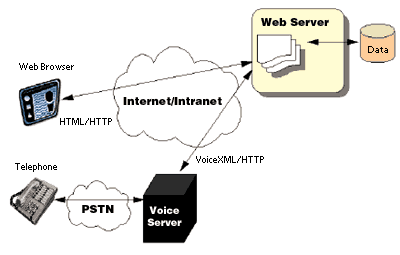 Web Server
Data
Web Browser
Internet/Intranet
HTML/HTTP
VoiceXML/HTTP
Telephone
PSTN
Voice
Server